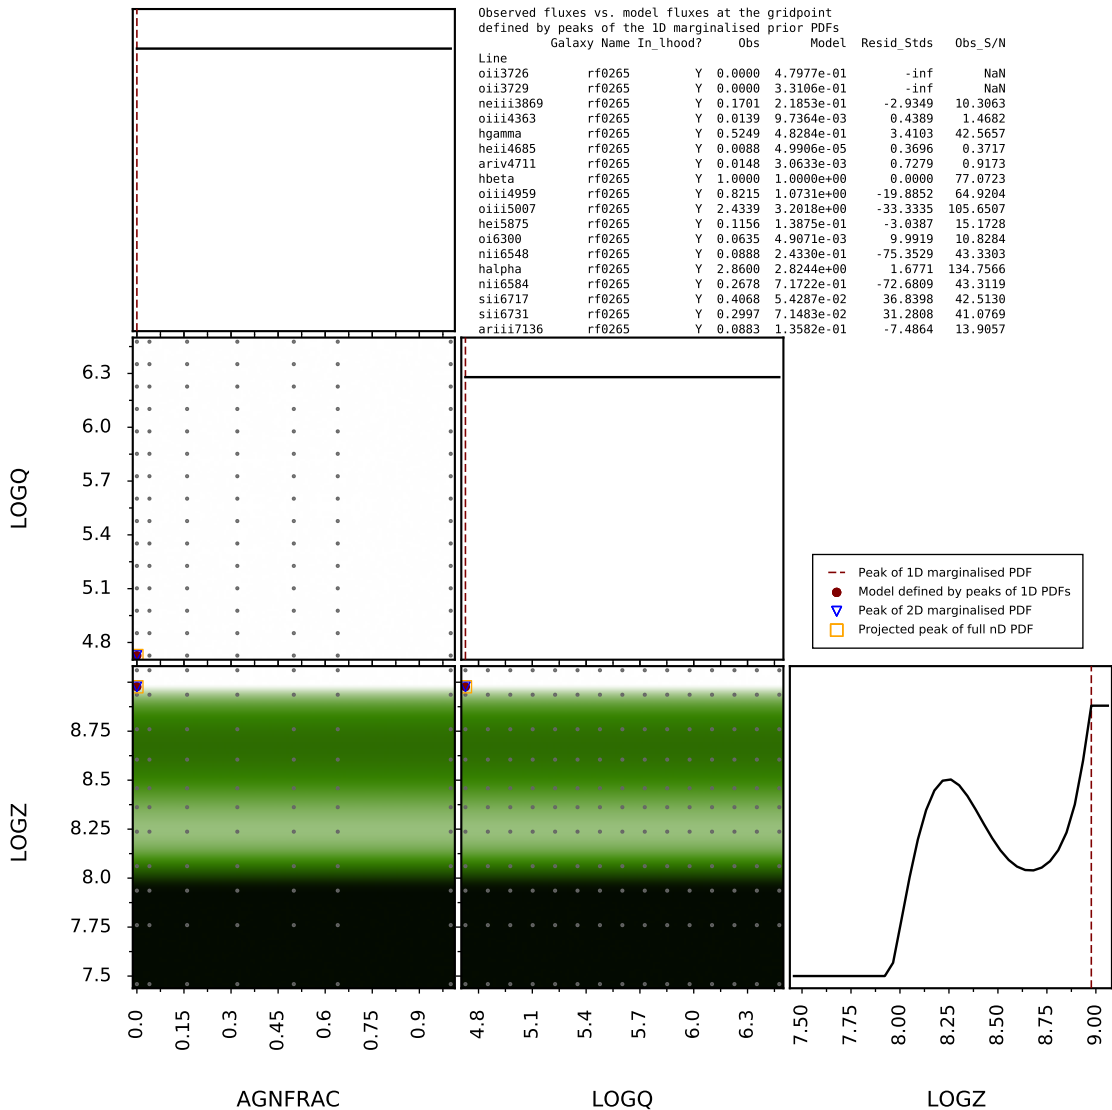 Observed fluxes vs. model fluxes at the gridpoint
defined by peaks of the 1D marginalised prior PDFs
Galaxy Name In_lhood? Obs Model Resid_Stds Obs_S/N
Line
oii3726 rf0265 Y 0.0000 4.7977e-01 -inf NaN
oii3729 rf0265 Y 0.0000 3.3106e-01 -inf NaN
neiii3869 rf0265 Y 0.1701 2.1853e-01 -2.9349 10.3063
oiii4363 rf0265 Y 0.0139 9.7364e-03 0.4389 1.4682
hgamma rf0265 Y 0.5249 4.8284e-01 3.4103 42.5657
heii4685 rf0265 Y 0.0088 4.9906e-05 0.3696 0.3717
ariv4711 rf0265 Y 0.0148 3.0633e-03 0.7279 0.9173
hbeta rf0265 Y 1.0000 1.0000e+00 0.0000 77.0723
oiii4959 rf0265 Y 0.8215 1.0731e+00 -19.8852 64.9204
oiii5007 rf0265 Y 2.4339 3.2018e+00 -33.3335 105.6507
hei5875 rf0265 Y 0.1156 1.3875e-01 -3.0387 15.1728
oi6300 rf0265 Y 0.0635 4.9071e-03 9.9919 10.8284
nii6548 rf0265 Y 0.0888 2.4330e-01 -75.3529 43.3303
halpha rf0265 Y 2.8600 2.8244e+00 1.6771 134.7566
nii6584 rf0265 Y 0.2678 7.1722e-01 -72.6809 43.3119
sii6717 rf0265 Y 0.4068 5.4287e-02 36.8398 42.5130
sii6731 rf0265 Y 0.2997 7.1483e-02 31.2808 41.0769
ariii7136 rf0265 Y 0.0883 1.3582e-01 -7.4864 13.9057
6.3
6.0
5.7
5.4
5.1
4.8
LOGQ
Peak of 1D marginalised PDF
Model defined by peaks of 1D PDFs
Peak of 2D marginalised PDF
Projected peak of full nD PDF
8.75
8.5
8.25
8.0
7.75
7.5
LOGZ
0.0 0.15 0.3 0.45 0.6 0.75 0.9
4.8 5.1 5.4 5.7 6.0 6.3
7.50 7.75 8.00 8.25 8.50 8.75 9.00
AGNFRAC LOGQ LOGZ